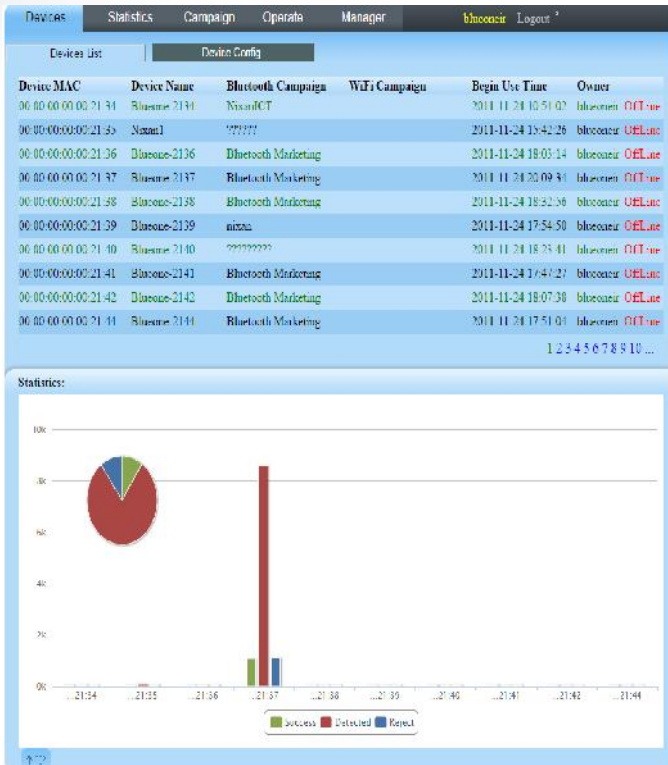 Devices Statistics Campaign Operate Manager blueoneir Logout
Devices List Device Config
Device MAC Device Name Bluetooth Campaign WiFi Campaign Begin Use Time Owner
00:00:00:00:00:21:34 Blueone-2134 NixanICT 2011-11-24 10:51:02 blueoneir OffLine
00:00:00:00:00:21:35 Nixan1 ?????? 2011-11-24 15:42:26 blueoneir OffLine
00:00:00:00:00:21:36 Blueone-2136 Bluetooth Marketing 2011-11-24 18:03:14 blueoneir OffLine
00:00:00:00:00:21:37 Blueone-2137 Bluetooth Marketing 2011-11-24 20:09:34 blueoneir OffLine
00:00:00:00:00:21:38 Blueone-2138 Bluetooth Marketing 2011-11-24 18:32:56 blueoneir OffLine
00:00:00:00:00:21:39 Blueone-2139 nixan 2011-11-24 17:54:50 blueoneir OffLine
00:00:00:00:00:21:40 Blueone-2140 ????????? 2011-11-24 18:23:41 blueoneir OffLine
00:00:00:00:00:21:41 Blueone-2141 Bluetooth Marketing 2011-11-24 17:47:27 blueoneir OffLine
00:00:00:00:00:21:42 Blueone-2142 Bluetooth Marketing 2011-11-24 18:07:38 blueoneir OffLine
00:00:00:00:00:21:44 Blueone-2144 Bluetooth Marketing 2011-11-24 17:51:04 blueoneir OffLine
1 2 3 4 5 6 7 8 9 10 ...
Statistics:
10k
8k
6k
4k
2k
0k
...21:34 ...21:35 ...21:36 ...21:37 ...21:38 ...21:39 ...21:40 ...21:41 ...21:42 ...21:44
Success Detected Reject